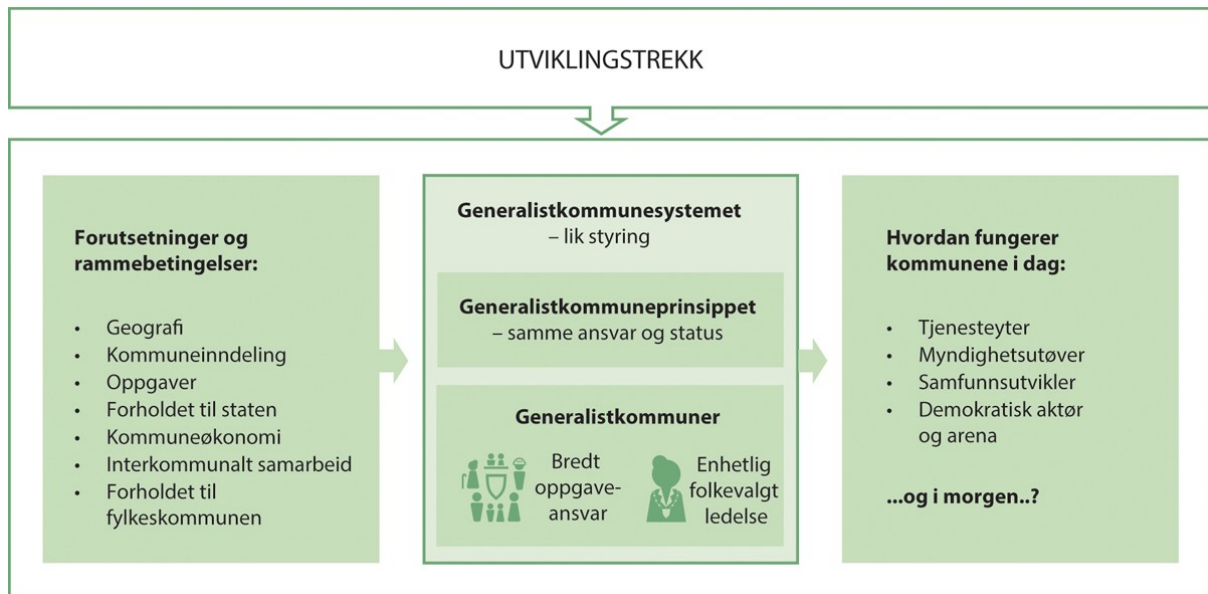 UTVIKLINGSTREKK
Forutsetninger og
rammebetingelser:
• Geografi
• Kommuneinndeling
• Oppgaver
• Forholdet til staten
• Kommuneøkonomi
• Interkommunalt samarbeid
• Forholdet til
fylkeskommunen
Generalistkommunesystemet
– lik styring
Generalistkommuneprinsippet
– samme ansvar og status
Generalistkommuner
Bredt
oppgave-
ansvar
Enhetlig
folkevalgt
ledelse
Hvordan fungerer
kommunene i dag:
• Tjenesteyter
• Myndighetsutøver
• Samfunnsutvikler
• Demokratisk aktør
og arena
...og i morgen..?